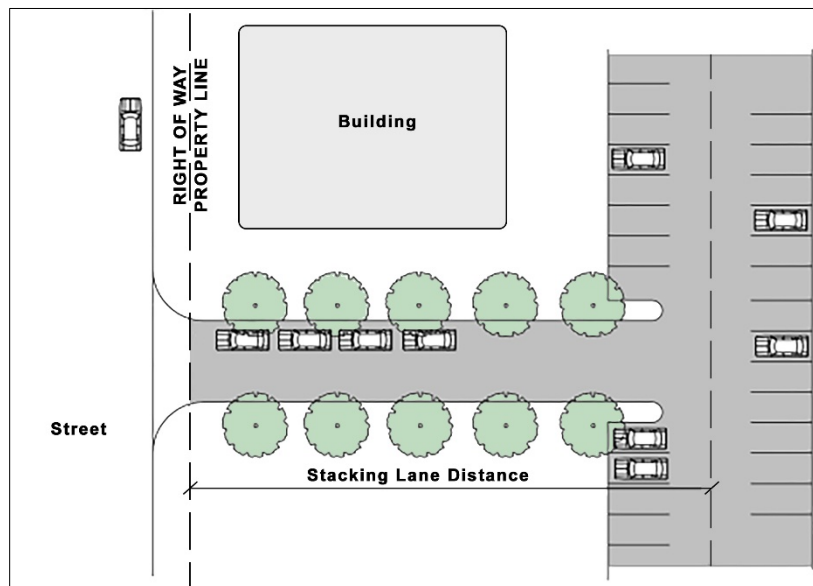 RIGHT OF WAY
PROPERTY LINE
Building
Street
Stacking Lane Distance